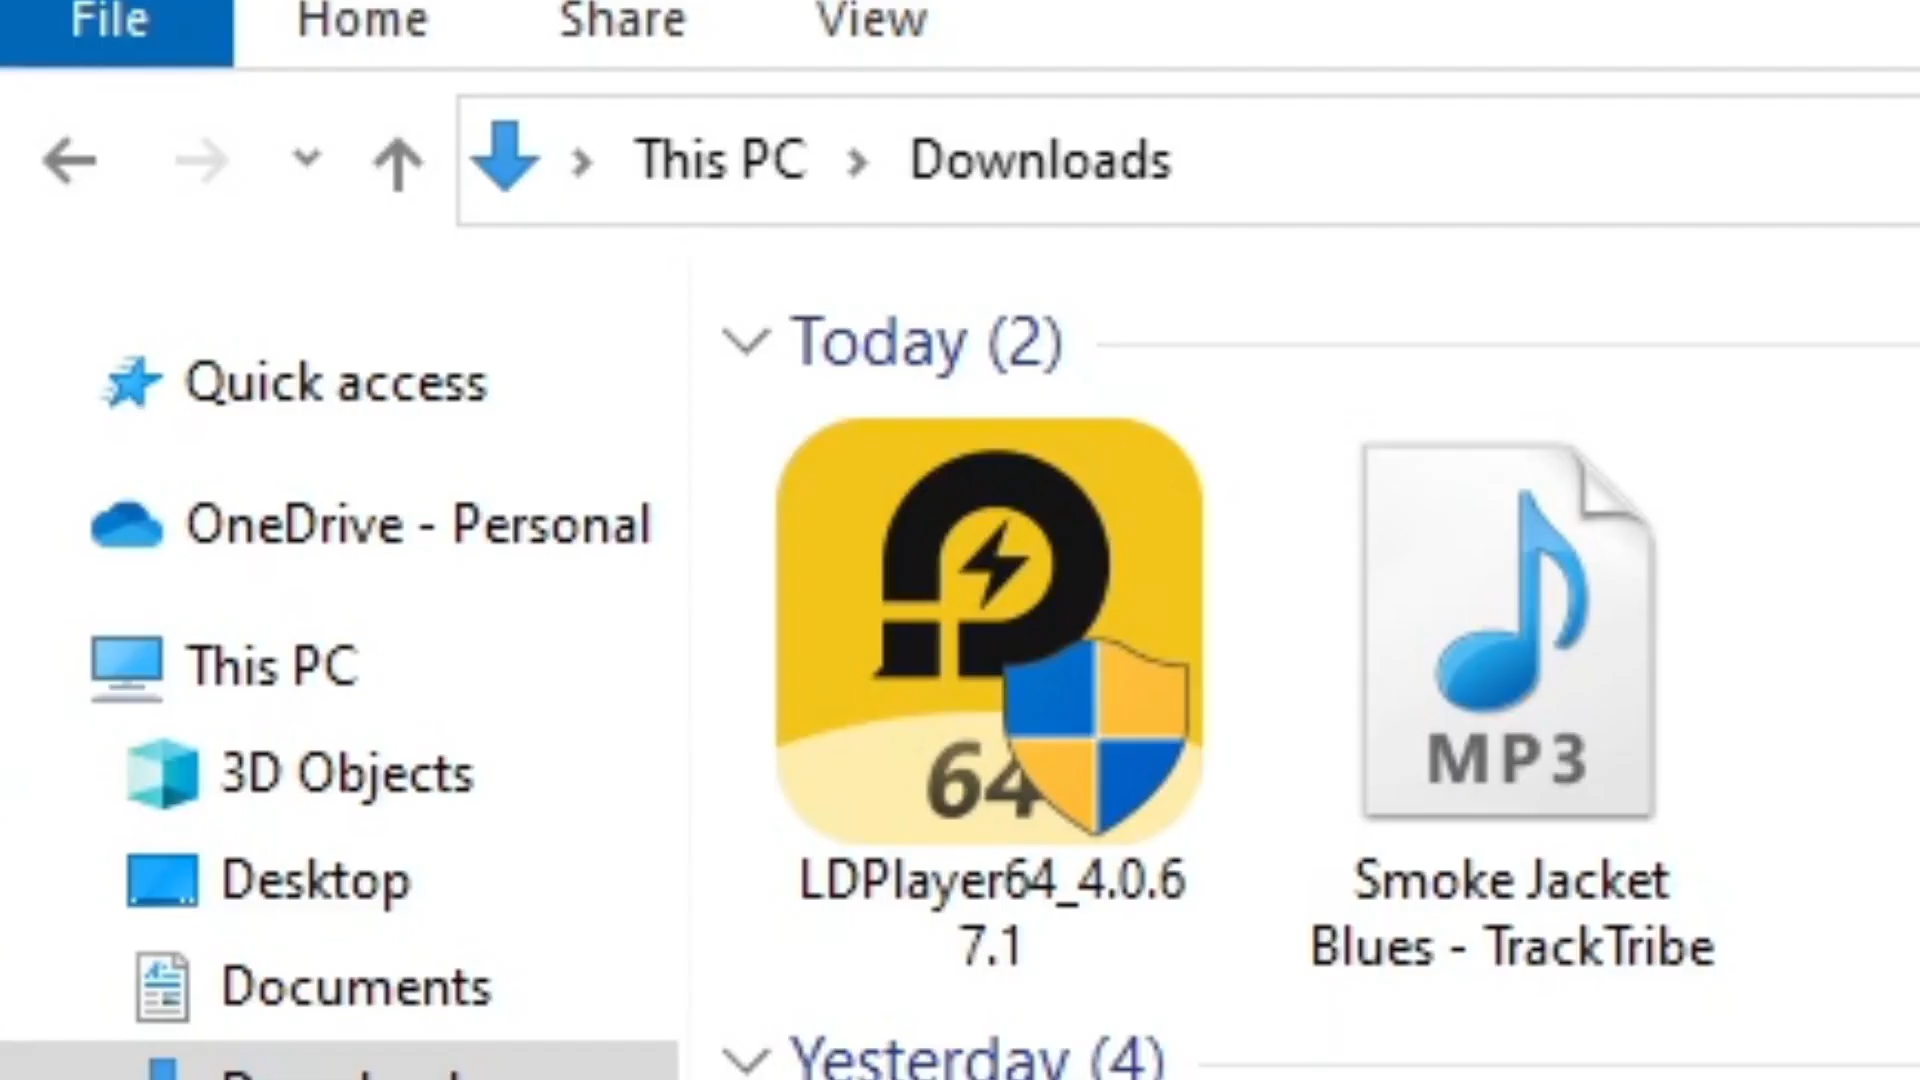 File Home Share View
This PC Downloads
Quick access
OneDrive - Personal
This PC
3D Objects
Desktop
Documents
Downloads
Today (2)
64
LDPlayer64_4.0.6
7.1
MP3
Smoke Jacket
Blues - TrackTribe
Yesterday (4)